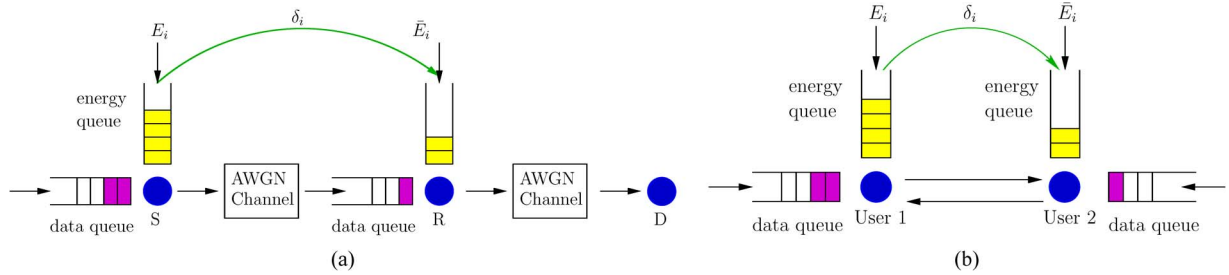 E_i δ_i Ē_i
energy
queue
AWGN
Channel
AWGN
Channel
data queue S data queue R D
(a)
E_i δ_i Ē_i
energy
queue
energy
queue
data queue User 1 User 2 data queue
(b)